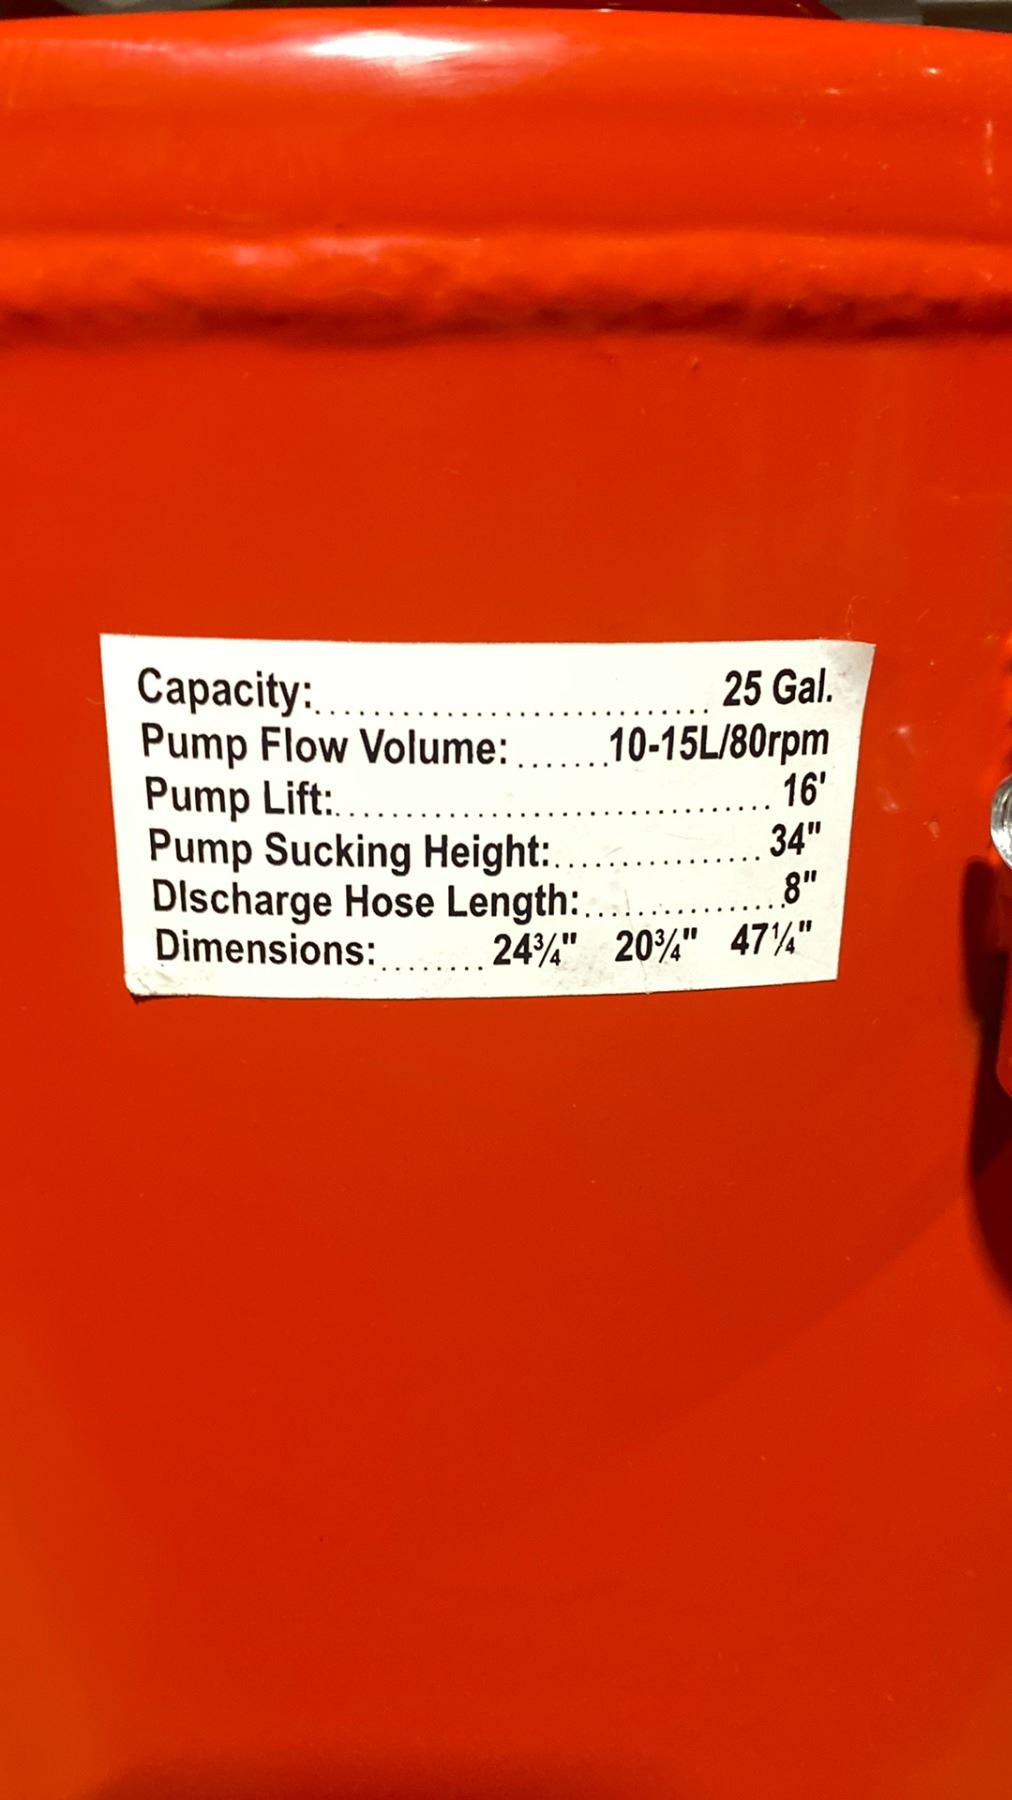 Capacity:................................. 25 Gal.
Pump Flow Volume: .......10-15L/80rpm
Pump Lift:................................. 16'
Pump Sucking Height:................. 34"
DIscharge Hose Length:.................8"
Dimensions:......... 24¾" 20¾" 47¼"